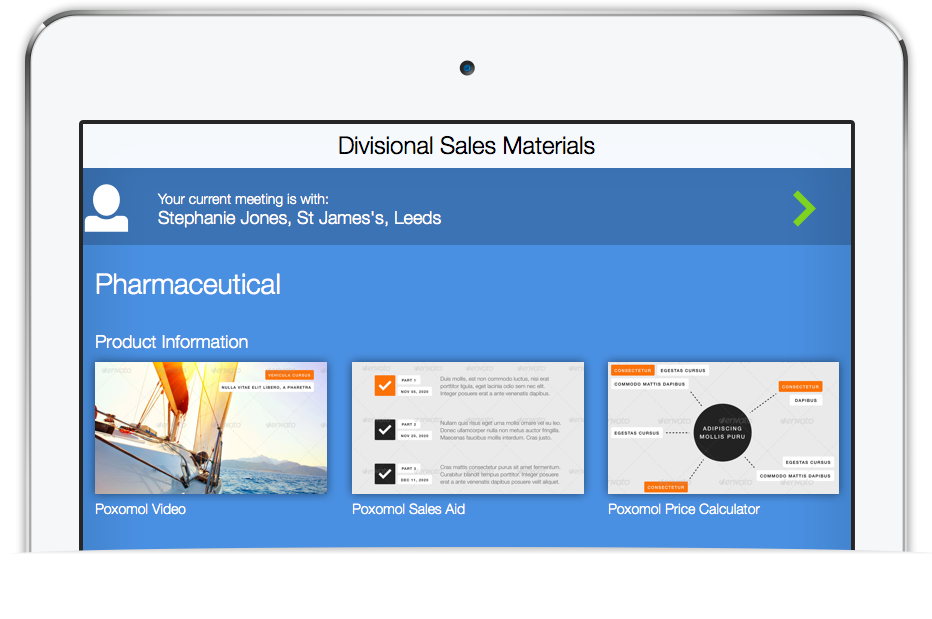 Divisional Sales Materials
Your current meeting is with:
Stephanie Jones, St James's, Leeds
Pharmaceutical
Product Information
VEHICULA CURSUS
NULLA VITAE ELIT LIBERO, A PHARETRA
Poxomol Video
PART 1
NOV 05, 2020
Duis mollis, est non commodo luctus, nisi erat
porttitor ligula, eget lacinia odio sem nec elit.
Integer posuere erat a ante venenatis dapibus.
PART 2
NOV 20, 2020
Nullam quis risus eget urna mollis ornare vel eu leo.
Donec ullamcorper nulla non metus auctor fringilla.
Maecenas faucibus mollis interdum. Cras justo.
PART 3
DEC 11, 2020
Cras mattis consectetur purus sit amet fermentum.
Curabitur blandit tempus porttitor. Integer posuere
erat a ante venenatis dapibus posuere velit aliquet.
Poxomol Sales Aid
CONSECTETUR
EGESTAS CURSUS
COMMODO MATTIS DAPIBUS
CONSECTETUR
DAPIBUS
ADIPISCING
MOLLIS PURU
EGESTAS CURSUS
EGESTAS CURSUS
COMMODO MATTIS DAPIBUS
CONSECTETUR
Poxomol Price Calculator